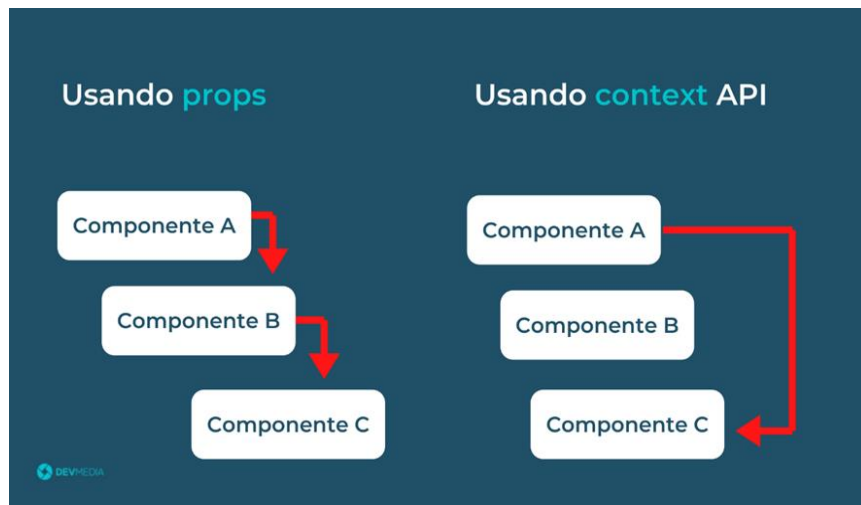 Usando props
Usando context API
Componente A
Componente B
Componente C
Componente A
Componente B
Componente C
DEVMEDIA